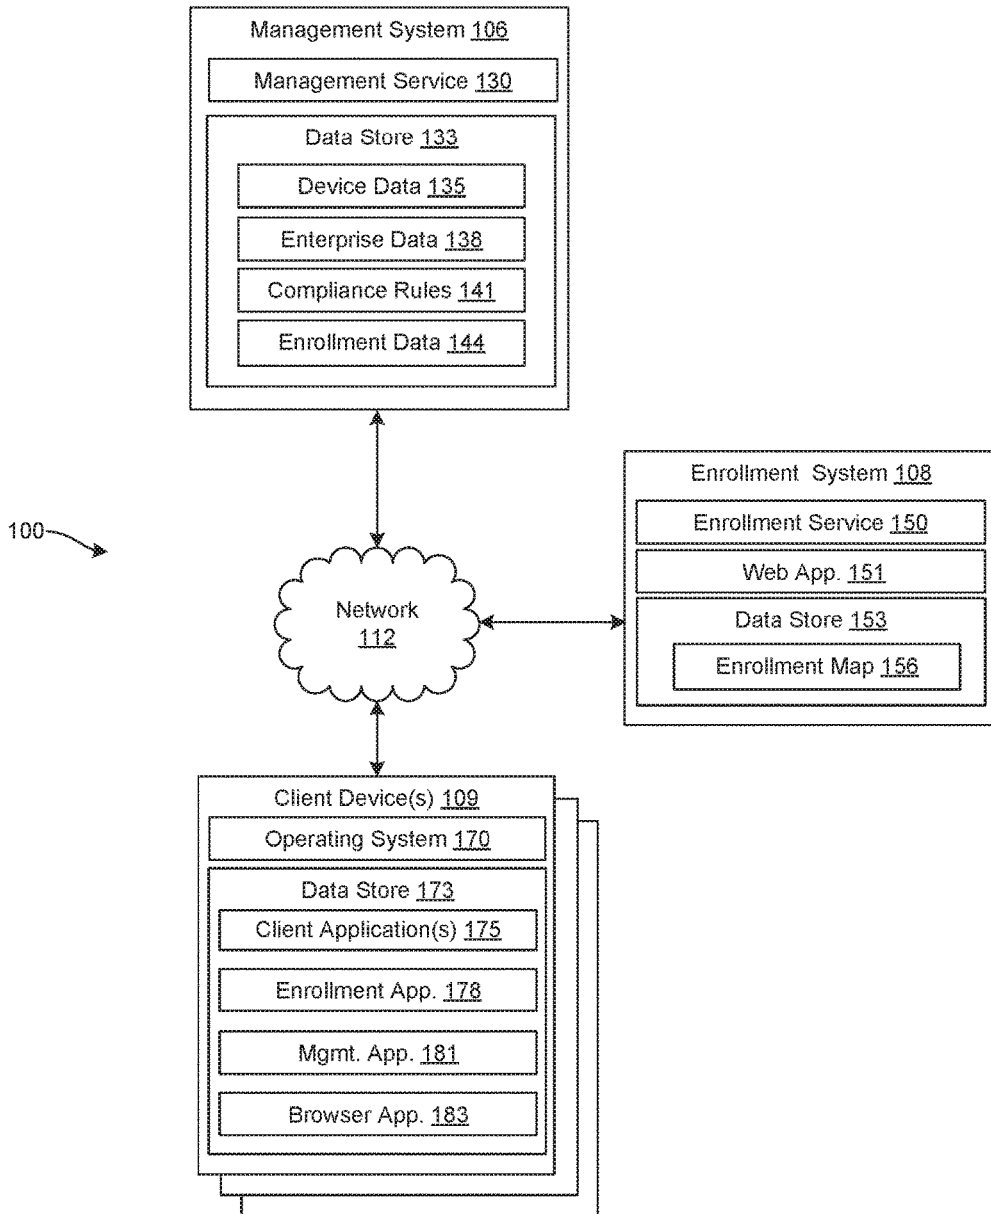 Management System 106
Management Service 130
Data Store 133
Device Data 135
Enterprise Data 138
Compliance Rules 141
Enrollment Data 144
100
Enrollment System 108
Enrollment Service 150
Web App. 151
Data Store 153
Enrollment Map 156
Network
112
Client Device(s) 109
Operating System 170
Data Store 173
Client Application(s) 175
Enrollment App. 178
Mgmt. App. 181
Browser App. 183